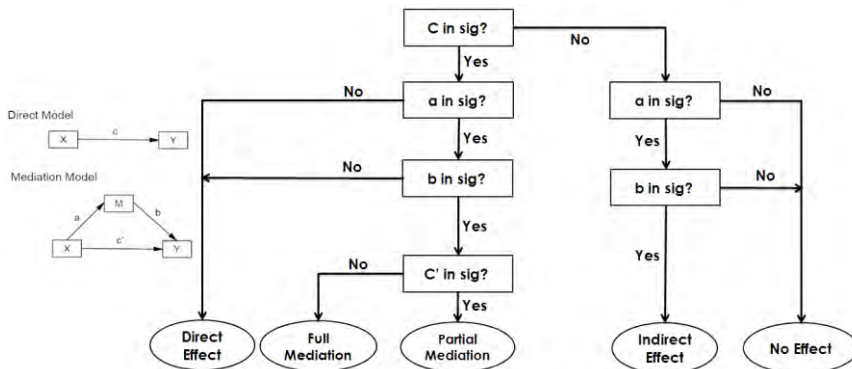 C in sig?
No
Yes
No
a in sig?
a in sig?
No
Direct Model
X
c
Y
Yes
Yes
Mediation Model
No
b in sig?
b in sig?
No
M
a
b
X
c'
Y
Yes
Yes
No
C' in sig?
Yes
Direct
Effect
Full
Mediation
Partial
Mediation
Indirect
Effect
No Effect